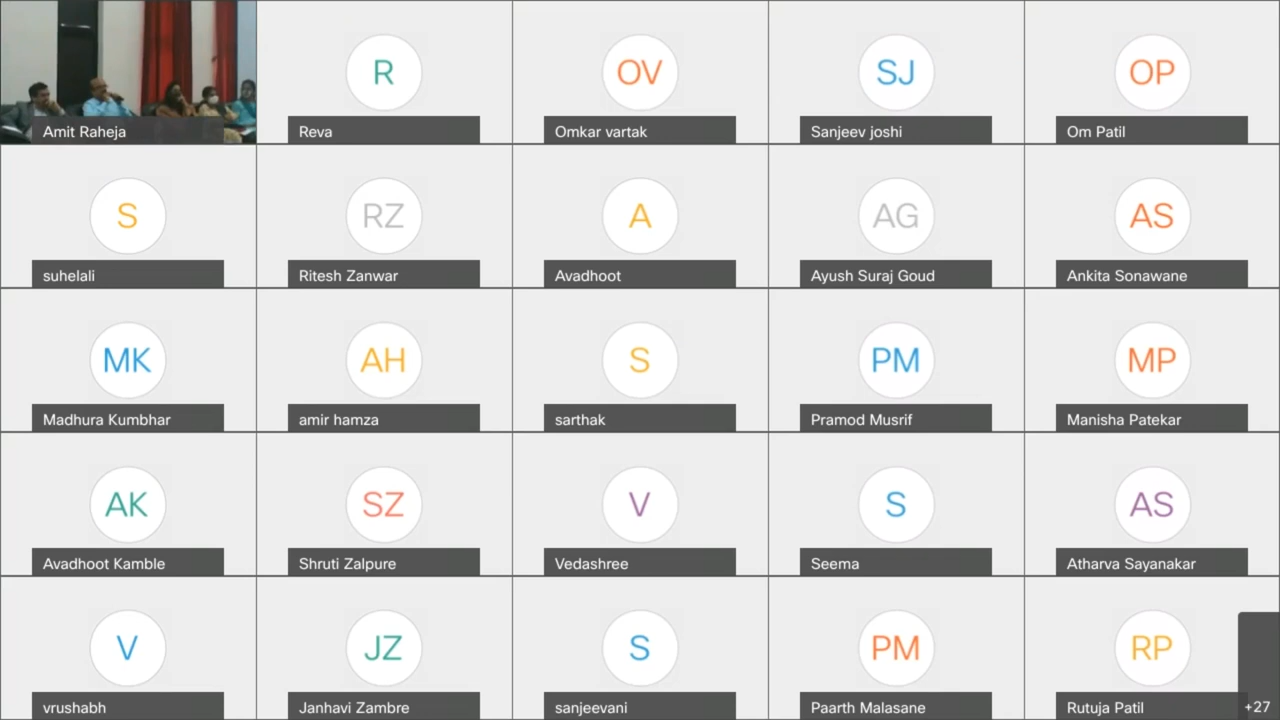 Amit Raheja
R
Reva
OV
Omkar vartak
SJ
Sanjeev joshi
OP
Om Patil
S
suhelali
RZ
Ritesh Zanwar
A
Avadhoot
AG
Ayush Suraj Goud
AS
Ankita Sonawane
MK
Madhura Kumbhar
AH
amir hamza
S
sarthak
PM
Pramod Musrif
MP
Manisha Patekar
AK
Avadhoot Kamble
SZ
Shruti Zalpure
V
Vedashree
S
Seema
AS
Atharva Sayanakar
V
vrushabh
JZ
Janhavi Zambre
S
sanjeevani
PM
Paarth Malasane
RP
Rutuja Patil
+27